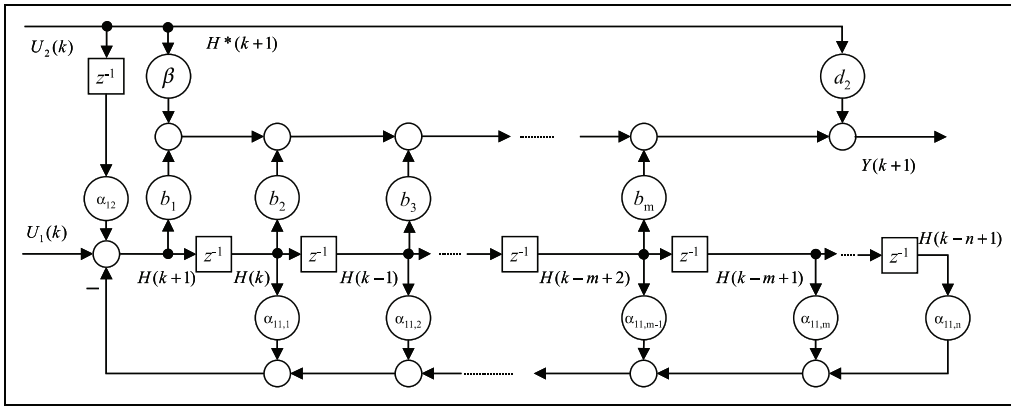 U₂(k) H*(k+1)
z⁻¹ β d₂
........ Y(k+1)
α₁₂ b₁ b₂ b₃ bₘ
U₁(k) H(k−n+1)
z⁻¹ z⁻¹ ...... z⁻¹ z⁻¹ .... z⁻¹
− H(k+1) H(k) H(k−1) H(k−m+2) H(k−m+1)
α₁₁,₁ α₁₁,₂ α₁₁,ₘ₋₁ α₁₁,ₘ α₁₁,ₙ
..........